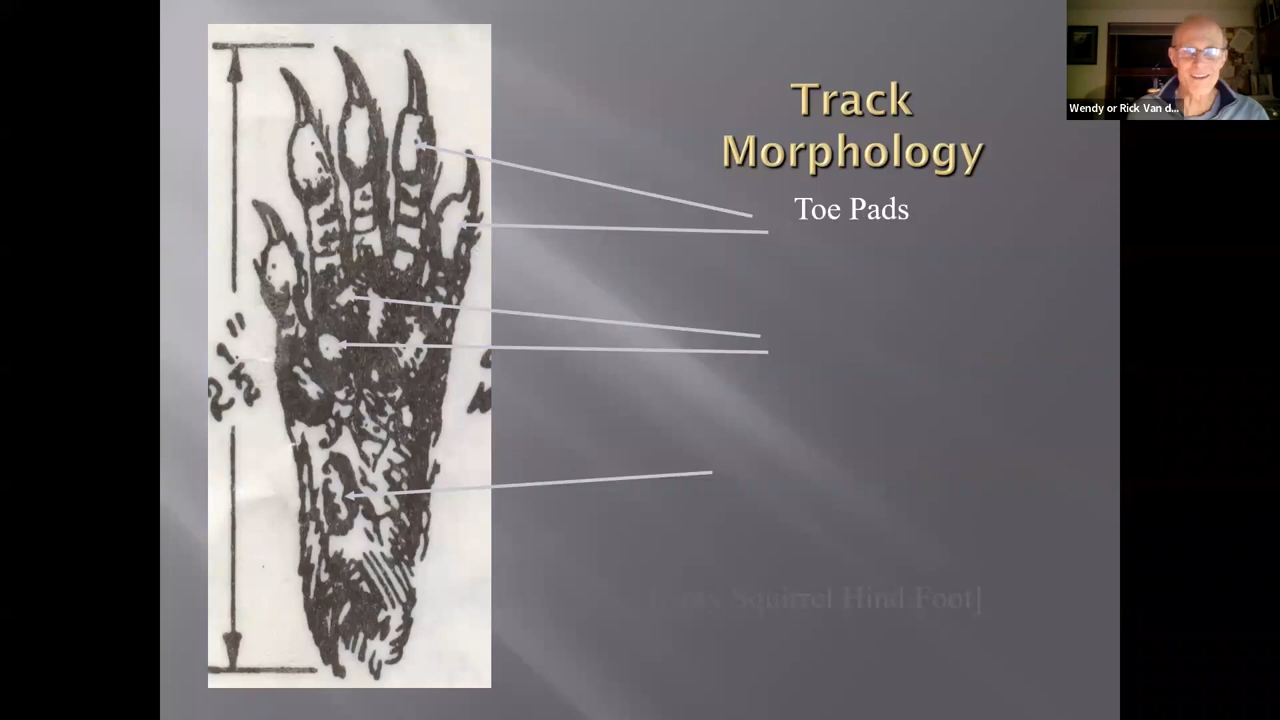 Track
Morphology
Toe Pads
2½"
Squirrel Hind Foot]
Wendy or Rick Van d...